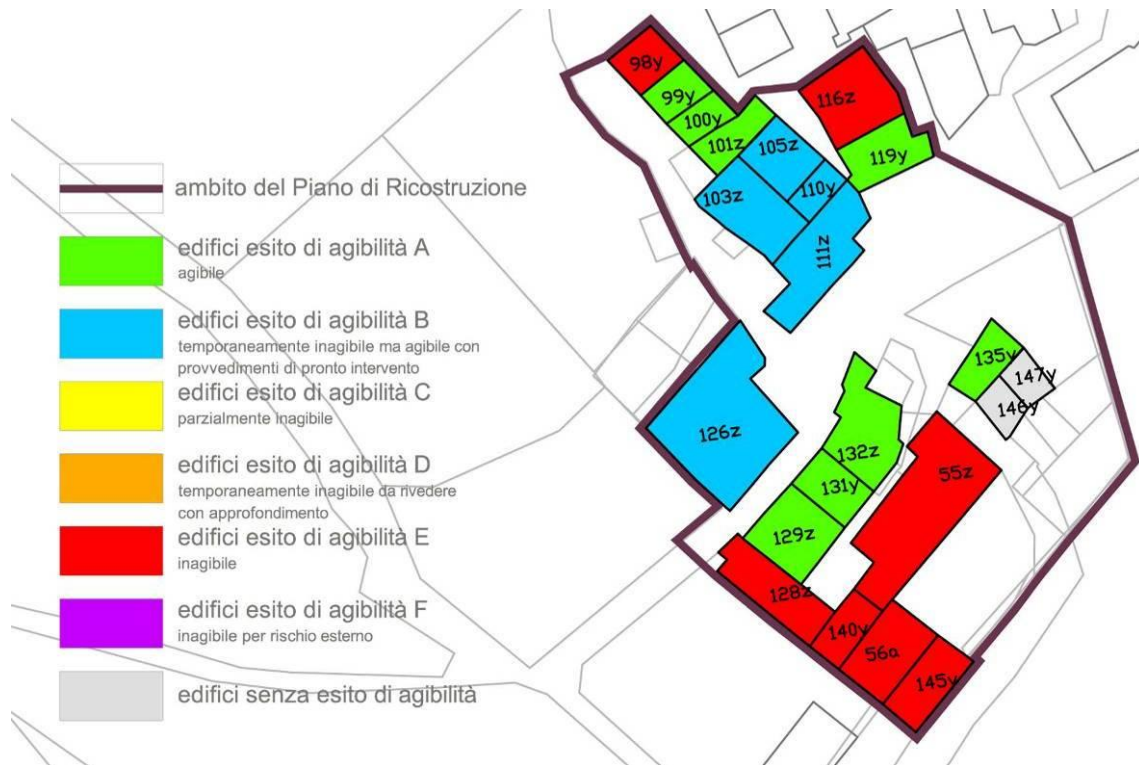 98y
99y
100y
101z
116z
119y
105z
110y
103z
111z
ambito del Piano di Ricostruzione
edifici esito di agibilità A
agibile
edifici esito di agibilità B
temporaneamente inagibile ma agibile con
provvedimenti di pronto intervento
edifici esito di agibilità C
parzialmente inagibile
edifici esito di agibilità D
temporaneamente inagibile da rivedere
con approfondimento
edifici esito di agibilità E
inagibile
edifici esito di agibilità F
inagibile per rischio esterno
edifici senza esito di agibilità
135y
147y
146y
126z
132z
131y
129z
55z
128z
140y
56a
145y